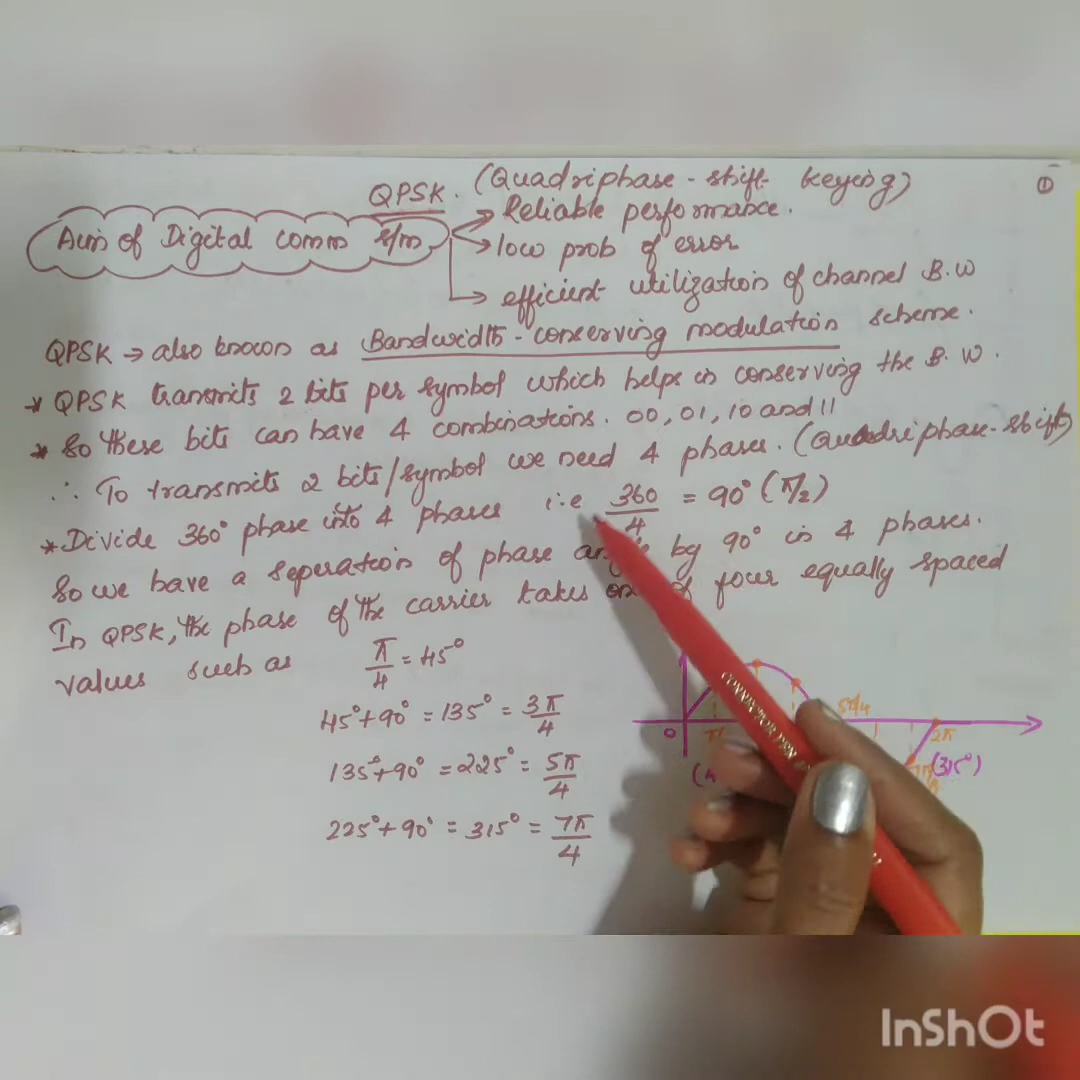 QPSK. (Quadriphase-shift keying)
①
Aim of Digital comm s/m → Reliable performance.
→ low prob of error
→ efficient utilization of channel B.W
QPSK → also known as Bandwidth-conserving modulation scheme.
* QPSK transmits 2 bits per symbol which helps in conserving the B.W.
* So these bits can have 4 combinations. 00, 01, 10 and 11
∴ To transmits 2 bits/symbol we need 4 phases. (Quadriphase-shift)
* Divide 360° phase into 4 phases i.e 360/4 = 90° (π/2)
So we have a seperation of phase by 90° in 4 phases.
In QPSK, the phase of the carrier takes of four equally spaced
values such as π/4 = 45°
45°+90° = 135° = 3π/4
135°+90° = 225° = 5π/4
225°+90° = 315° = 7π/4
0
5π/4
2π
(315°)
InShOt